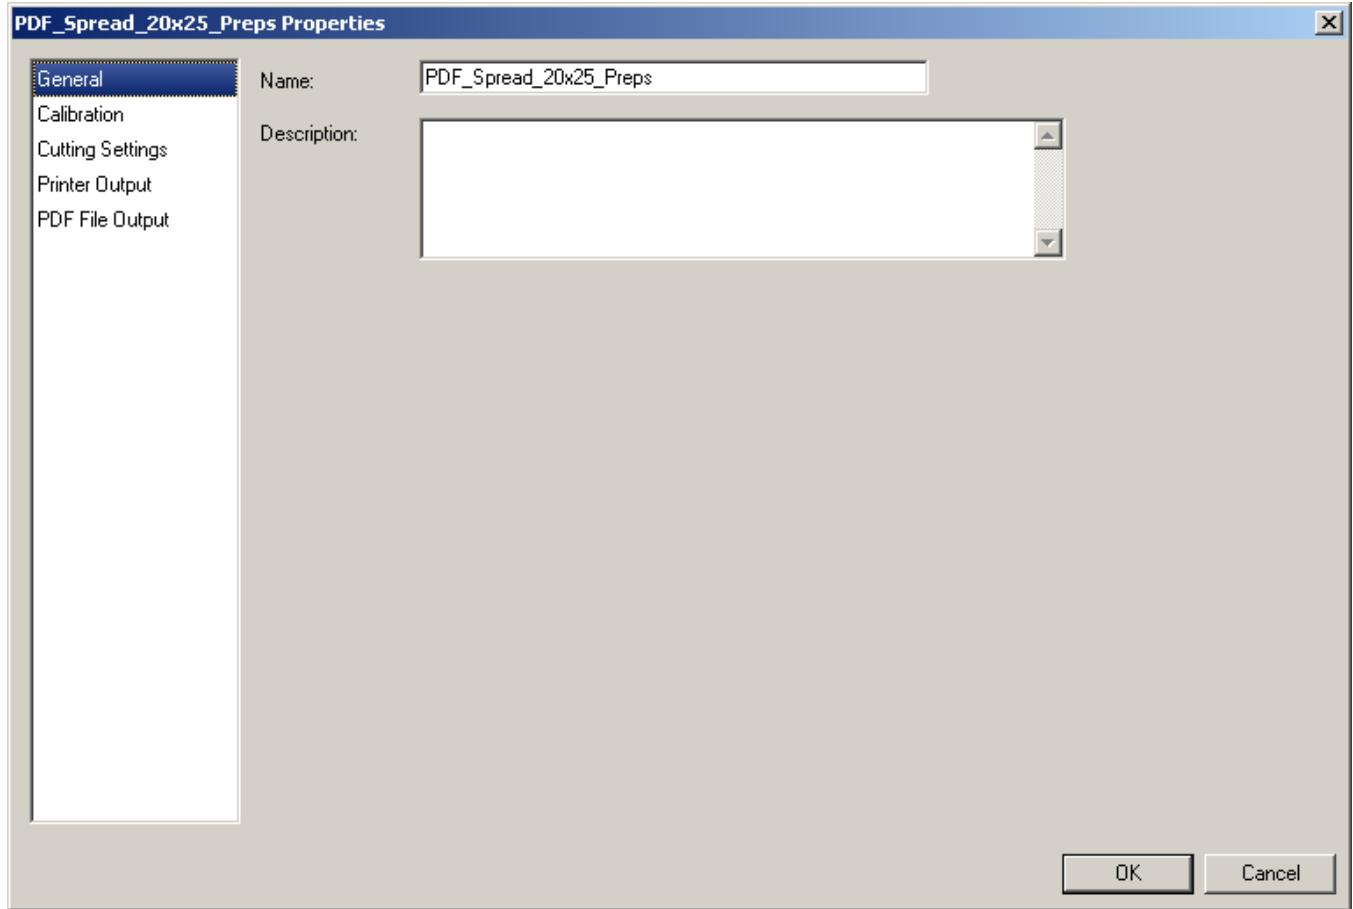 PDF_Spread_20x25_Preps Properties
General
Calibration
Cutting Settings
Printer Output
PDF File Output
Name:
PDF_Spread_20x25_Preps
Description:
OK
Cancel